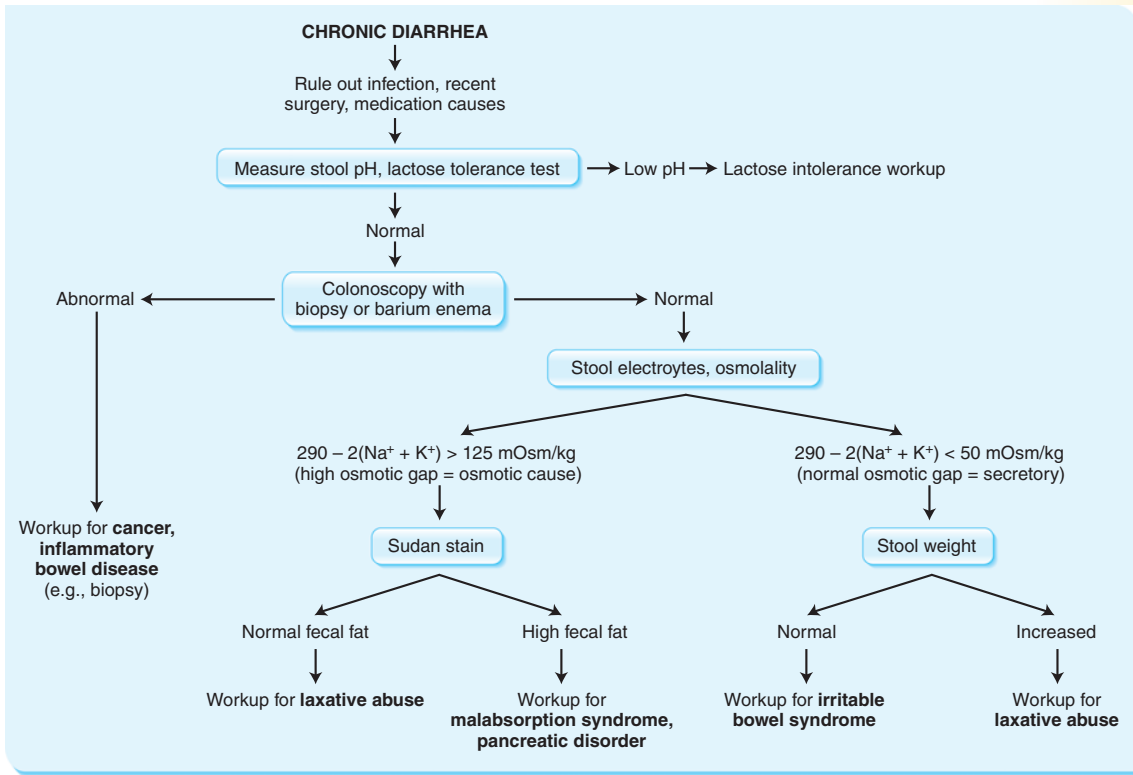 CHRONIC DIARRHEA
Rule out infection, recent
surgery, medication causes
Measure stool pH, lactose tolerance test
Low pH
Lactose intolerance workup
Normal
Colonoscopy with
biopsy or barium enema
Abnormal
Normal
Stool electroytes, osmolality
290 – 2(Na⁺ + K⁺) > 125 mOsm/kg
(high osmotic gap = osmotic cause)
290 – 2(Na⁺ + K⁺) < 50 mOsm/kg
(normal osmotic gap = secretory)
Workup for cancer,
inflammatory
bowel disease
(e.g., biopsy)
Sudan stain
Stool weight
Normal fecal fat
High fecal fat
Normal
Increased
Workup for laxative abuse
Workup for
malabsorption syndrome,
pancreatic disorder
Workup for irritable
bowel syndrome
Workup for
laxative abuse